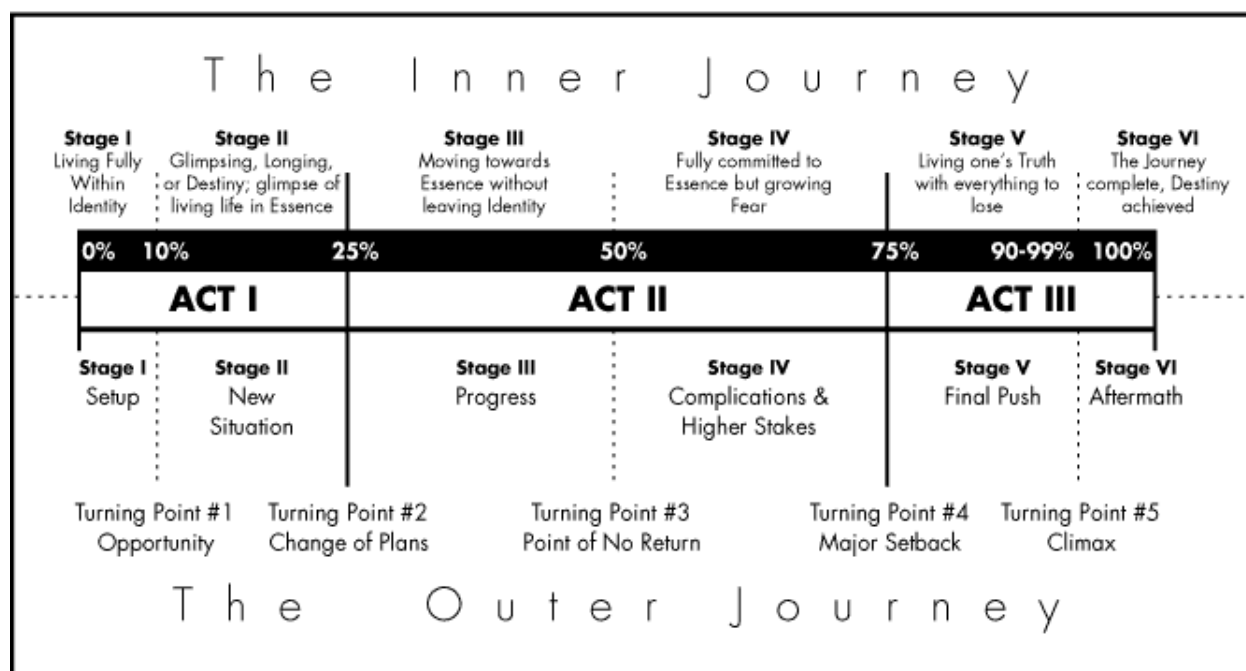 The Inner Journey
Stage I
Living Fully
Within
Identity
Stage II
Glimpsing, Longing,
or Destiny; glimpse of
living life in Essence
Stage III
Moving towards
Essence without
leaving Identity
Stage IV
Fully committed to
Essence but growing
Fear
Stage V
Living one's Truth
with everything to
lose
Stage VI
The Journey
complete, Destiny
achieved
0% 10% 25% 50% 75% 90-99% 100%
ACT I ACT II ACT III
Stage I
Setup
Stage II
New
Situation
Stage III
Progress
Stage IV
Complications &
Higher Stakes
Stage V
Final Push
Stage VI
Aftermath
Turning Point #1
Opportunity
Turning Point #2
Change of Plans
Turning Point #3
Point of No Return
Turning Point #4
Major Setback
Turning Point #5
Climax
The Outer Journey